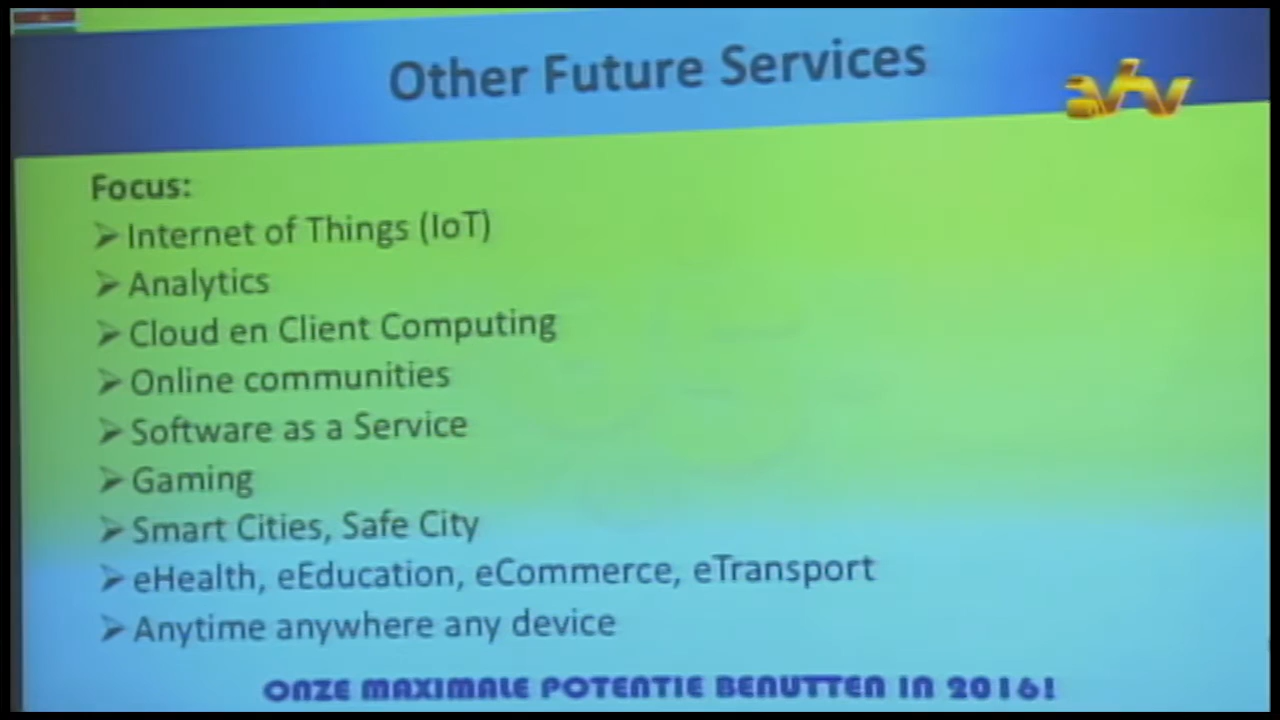 Other Future Services
atv
Focus:
➢ Internet of Things (IoT)
➢ Analytics
➢ Cloud en Client Computing
➢ Online communities
➢ Software as a Service
➢ Gaming
➢ Smart Cities, Safe City
➢ eHealth, eEducation, eCommerce, eTransport
➢ Anytime anywhere any device
ONZE MAXIMALE POTENTIE BENUTTEN IN 2016!